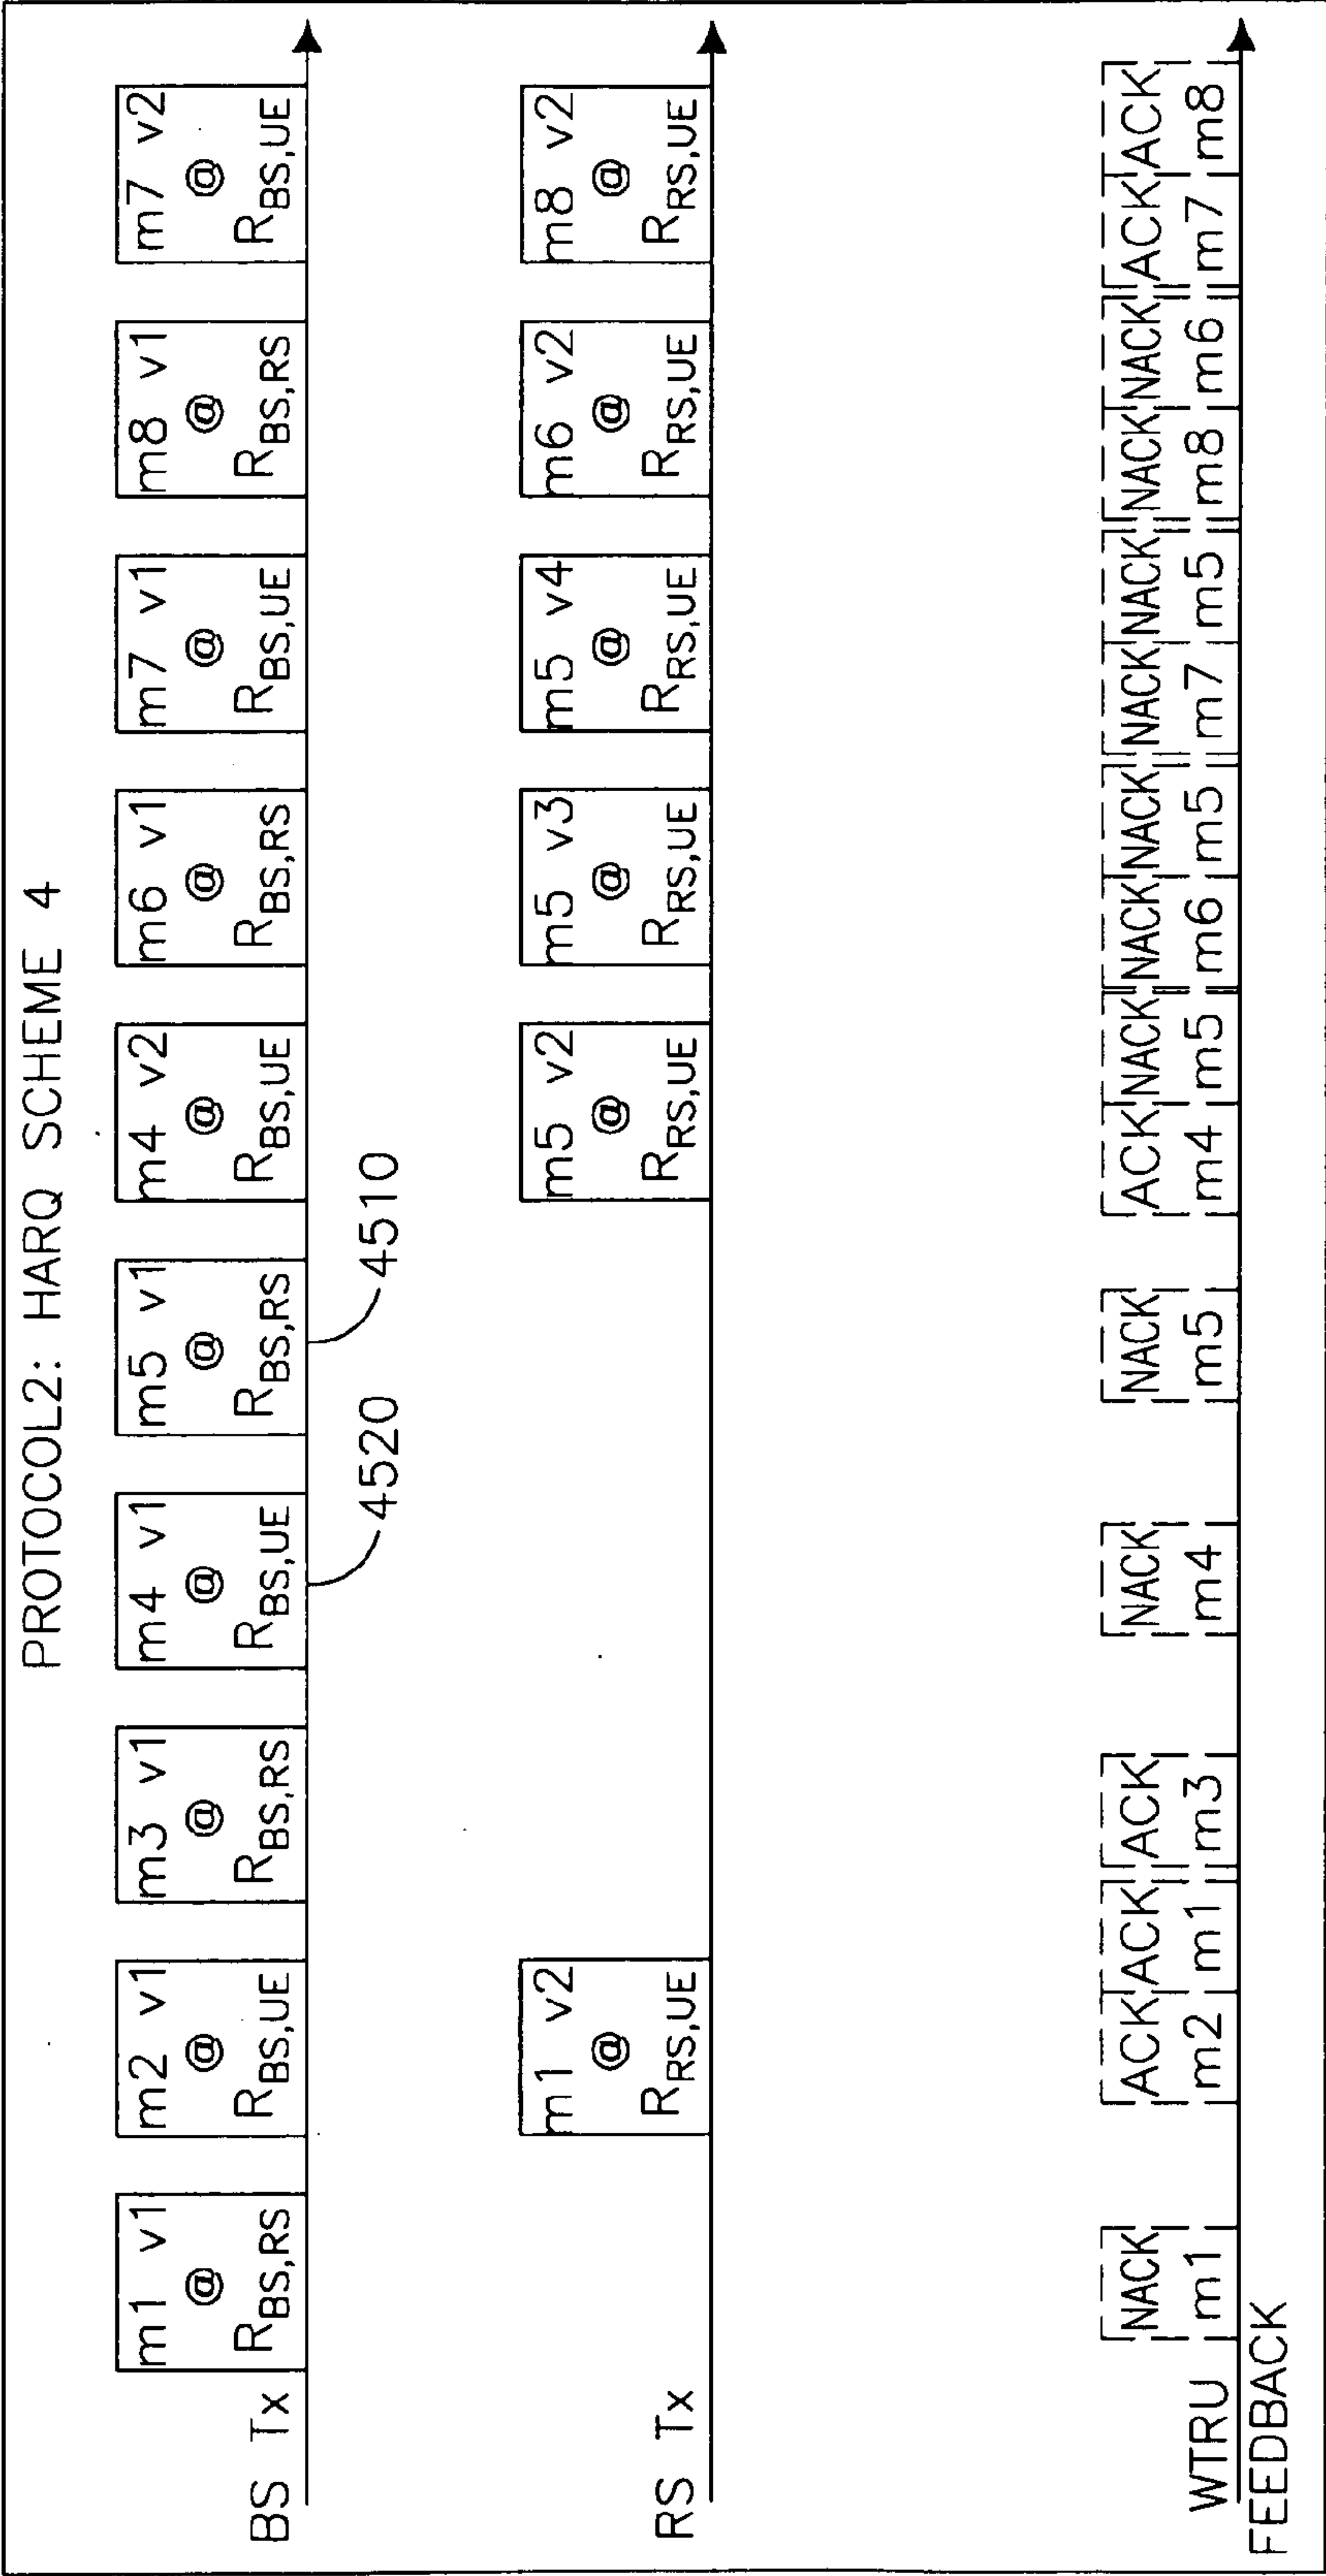 PROTOCOL2: HARQ SCHEME 4
BS Tx
m1 v1
@
RBS,RS
m2 v1
@
RBS,UE
m3 v1
@
RBS,RS
m4 v1
@
RBS,UE
m5 v1
@
RBS,RS
m4 v2
@
RBS,UE
m6 v1
@
RBS,RS
m7 v1
@
RBS,UE
m8 v1
@
RBS,RS
m7 v2
@
RBS,UE
4520
4510
RS Tx
m1 v2
@
RRS,UE
m5 v2
@
RRS,UE
m5 v3
@
RRS,UE
m5 v4
@
RRS,UE
m6 v2
@
RRS,UE
m8 v2
@
RRS,UE
WTRU
FEEDBACK
NACK
m1
ACK
m2
ACK
m1
ACK
m3
NACK
m4
NACK
m5
ACK
m4
NACK
m5
NACK
m6
NACK
m5
NACK
m7
NACK
m5
NACK
m8
NACK
m6
ACK
m7
ACK
m8